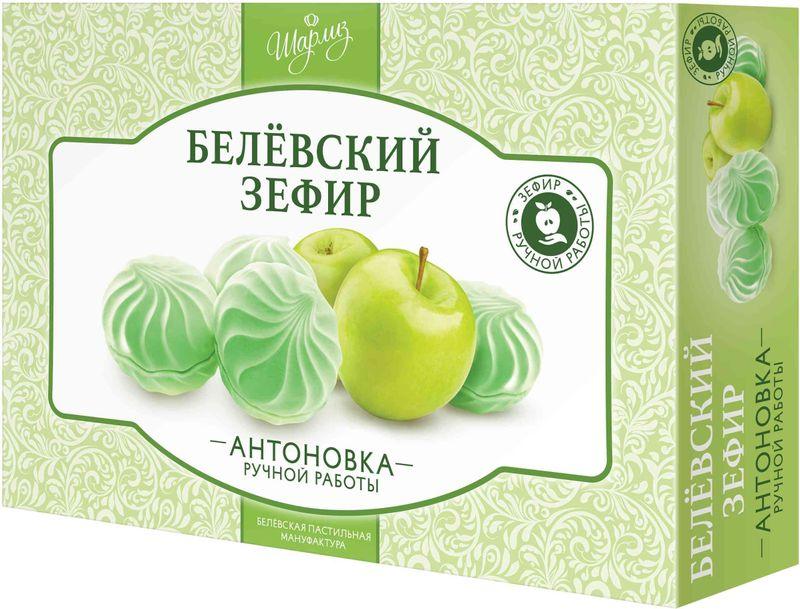 Шармэз
БЕЛЁВСКИЙ
ЗЕФИР
ЗЕФИР
РУЧНОЙ РАБОТЫ
АНТОНОВКА
РУЧНОЙ РАБОТЫ
БЕЛЁВСКАЯ ПАСТИЛЬНАЯ
МАНУФАКТУРА
ЗЕФИР
РУЧНОЙ РАБОТЫ
БЕЛЁВСКИЙ
ЗЕФИР
АНТОНОВКА
РУЧНОЙ РАБОТЫ